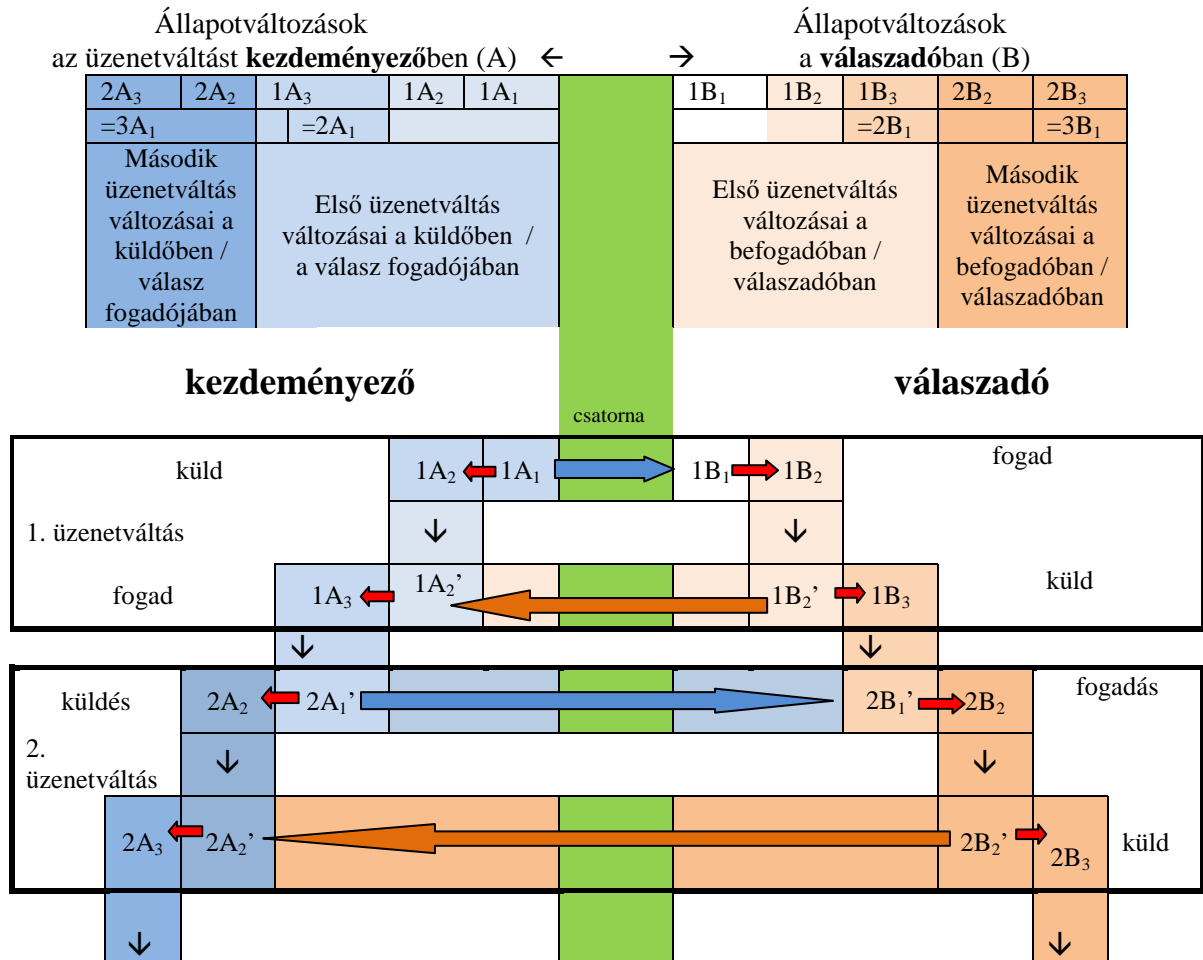 Állapotváltozások
az üzenetváltást kezdeményezőben (A) ←
Állapotváltozások
→ a válaszadóban (B)
2A₃ 2A₂ 1A₃ 1A₂ 1A₁ 1B₁ 1B₂ 1B₃ 2B₂ 2B₃
=3A₁ =2A₁ =2B₁ =3B₁
Második
üzenetváltás
változásai a
küldőben /
válasz
fogadójában
Első üzenetváltás
változásai a küldőben /
a válasz fogadójában
Első üzenetváltás
változásai a
befogadóban /
válaszadóban
Második
üzenetváltás
változásai a
befogadóban /
válaszadóban
kezdeményező
válaszadó
csatorna
küld 1A₂ 1A₁ 1B₁ 1B₂ fogad
↓ ↓
1. üzenetváltás
fogad 1A₃ 1A₂’ 1B₂’ 1B₃ küld
↓ ↓
küldés 2A₂ 2A₁’ 2B₁’ 2B₂ fogadás
2.
üzenetváltás
↓ ↓
2A₃ 2A₂’ 2B₂’ 2B₃ küld
↓ ↓